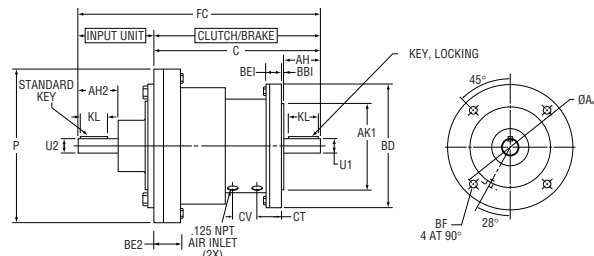 FC
INPUT UNIT
CLUTCH/BRAKE
C
AH
KEY, LOCKING
BEI
BBI
STANDARD
KEY
AH2
KL
KL
45°
ØAJ
P
U2
AK1
U1
BD
BF
4 AT 90°
28°
CV
CT
BE2
.125 NPT
AIR INLET
(2X)